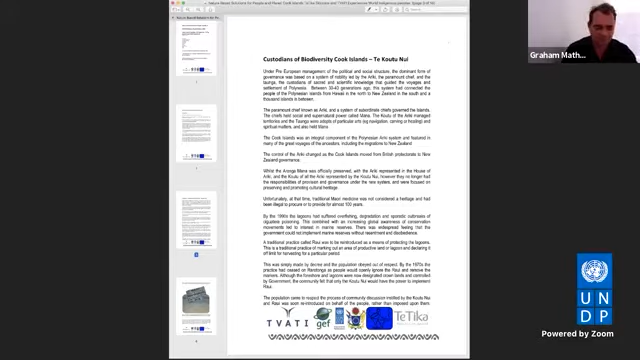 Custodians of Biodiversity Cook Islands – Te Koutu Nui
Under Pre European management of the political and social structure, the dominant form of
governance was based on a system of nobility led by the Ariki, the paramount chief, and the
taunga, the custodians of sacred and scientific knowledge that guided the voyages and
settlement of Polynesia. Between 30-40 generations ago, this system had connected the
people of the Polynesian islands from Hawaii in the north to New Zealand in the south and a
thousand islands in between.
The paramount chief known as Ariki, and a system of subordinate chiefs governed the Islands.
The chiefs held social and supernatural power called Mana. The Koutu of the Ariki managed
territories and the Taunga were adepts of particular arts (eg navigation, carving or healing) and
spiritual matters, and also held Mana
The Cook Islands was an integral component of the Polynesian Ariki system and featured in
many of the great voyages of the ancestors, including the migrations to New Zealand
The control of the Ariki changed as the Cook Islands moved from British protectorate to New
Zealand governance.
Whilst the Aronga Mana was officially preserved, with the Ariki represented in the House of
Ariki, and the Koutu of all the Ariki represented by the Koutu Nui, however they no longer had
the responsibilities of provision and governance under the new system, and were focused on
preserving and promoting cultural heritage.
Unfortunately, at that time, traditional Maori medicine was not considered a heritage and had
been illegal to procure or to provide for almost 100 years.
By the 1990s the lagoons had suffered overfishing, degradation and sporadic outbreaks of
ciguatera poisoning. This combined with an increasing global awareness of conservation
movements led to interest in marine reserves. There was widespread feeling that the
government could not implement marine reserves without resentment and disobedience.
A traditional practice called Raui was to be reintroduced as a means of protecting the lagoons.
This is a traditional practice of marking out an area of productive land or lagoon and declaring it
off limit for harvesting for a particular period
This was simply made by decree and the population obeyed out of respect. By the 1970s the
practice had ceased on Rarotonga as people would openly ignore the Raui and remove the
markers. Although the foreshore and lagoons were now designated crown lands and controlled
by Government, the community felt that only the Koutu Nui would have the power to implement
Raui.
The population came to respect the process of community discussion instilled by the Koutu Nui
and Raui was soon re-introduced on behalf of the people, rather than imposed upon them.
TVATI
gef
Te Tika
Graham Math...
U N
D P
Powered by Zoom